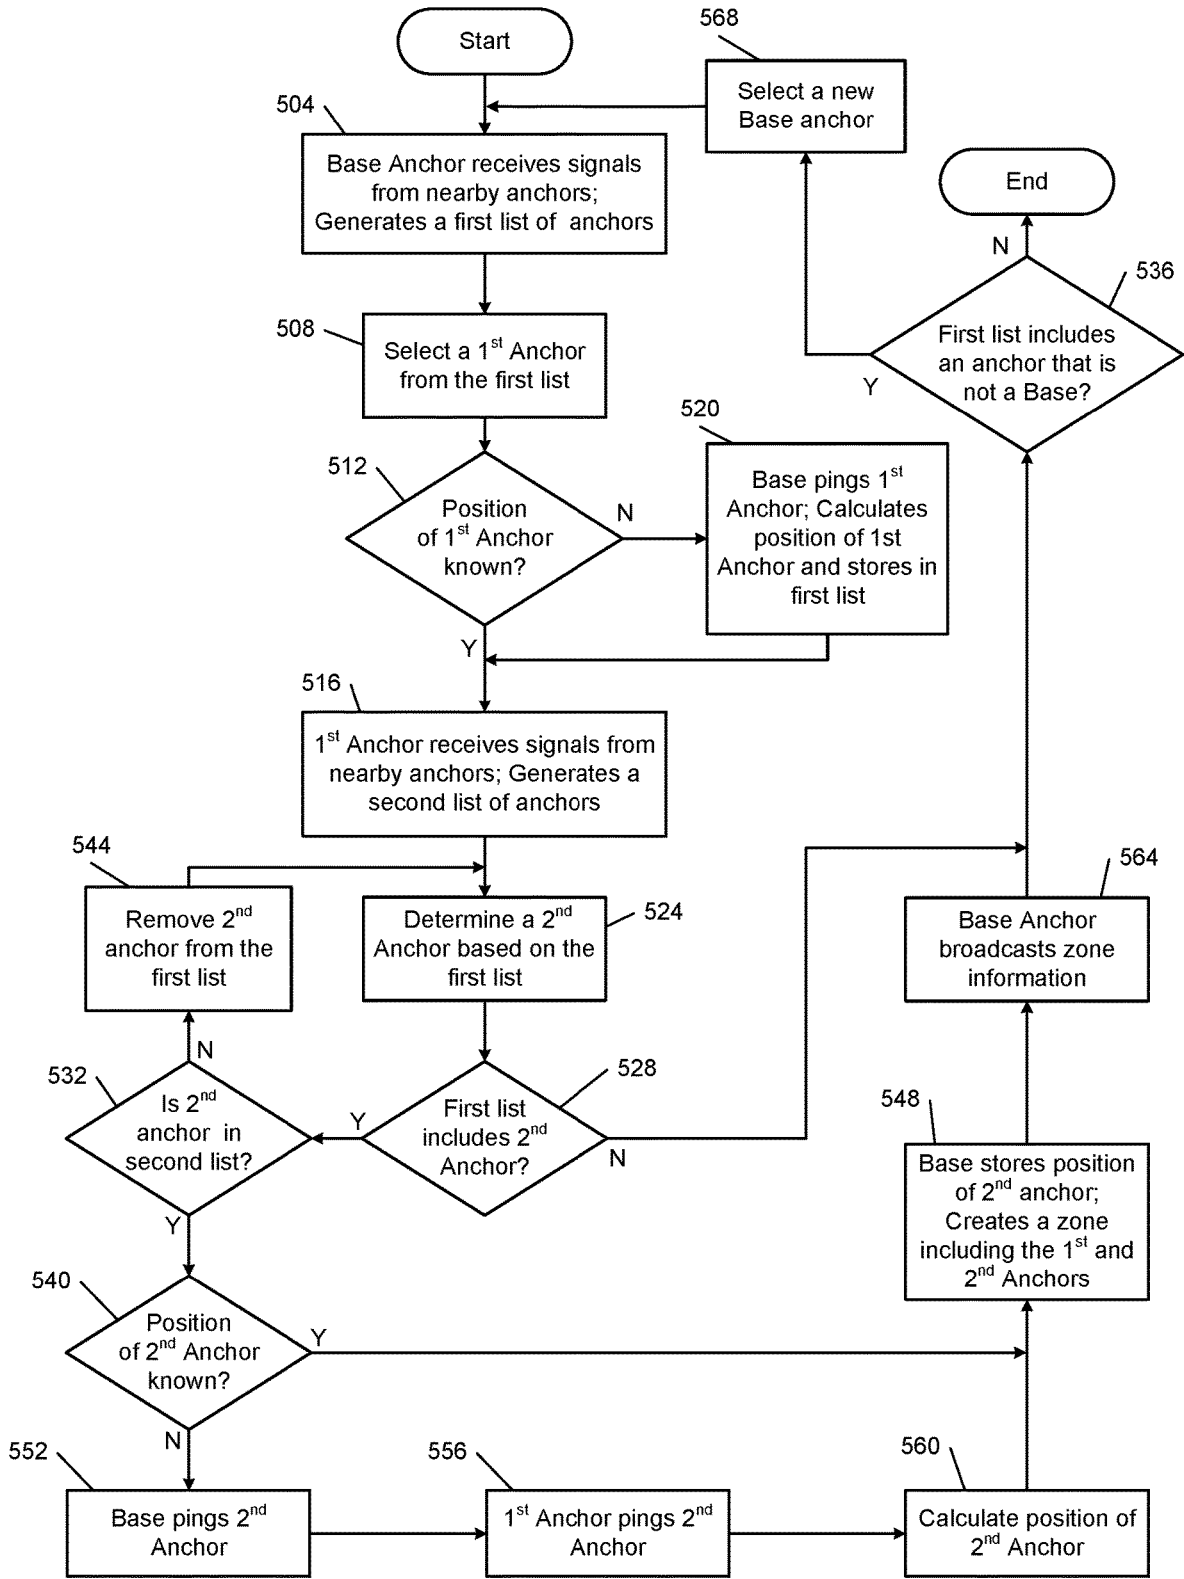 Start
568
Select a new
Base anchor
504
Base Anchor receives signals
from nearby anchors;
Generates a first list of anchors
End
N
536
First list includes
an anchor that is
not a Base?
Y
508
Select a 1st Anchor
from the first list
520
Base pings 1st
Anchor; Calculates
position of 1st
Anchor and stores in
first list
512
Position
of 1st Anchor
known?
N
Y
516
1st Anchor receives signals from
nearby anchors; Generates a
second list of anchors
544
Remove 2nd
anchor from the
first list
524
Determine a 2nd
Anchor based on the
first list
564
Base Anchor
broadcasts zone
information
N
532
Is 2nd
anchor in
second list?
Y
Y
528
First list
includes 2nd
Anchor?
N
548
Base stores position
of 2nd anchor;
Creates a zone
including the 1st and
2nd Anchors
540
Position
of 2nd Anchor
known?
Y
N
552
Base pings 2nd
Anchor
556
1st Anchor pings 2nd
Anchor
560
Calculate position of
2nd Anchor